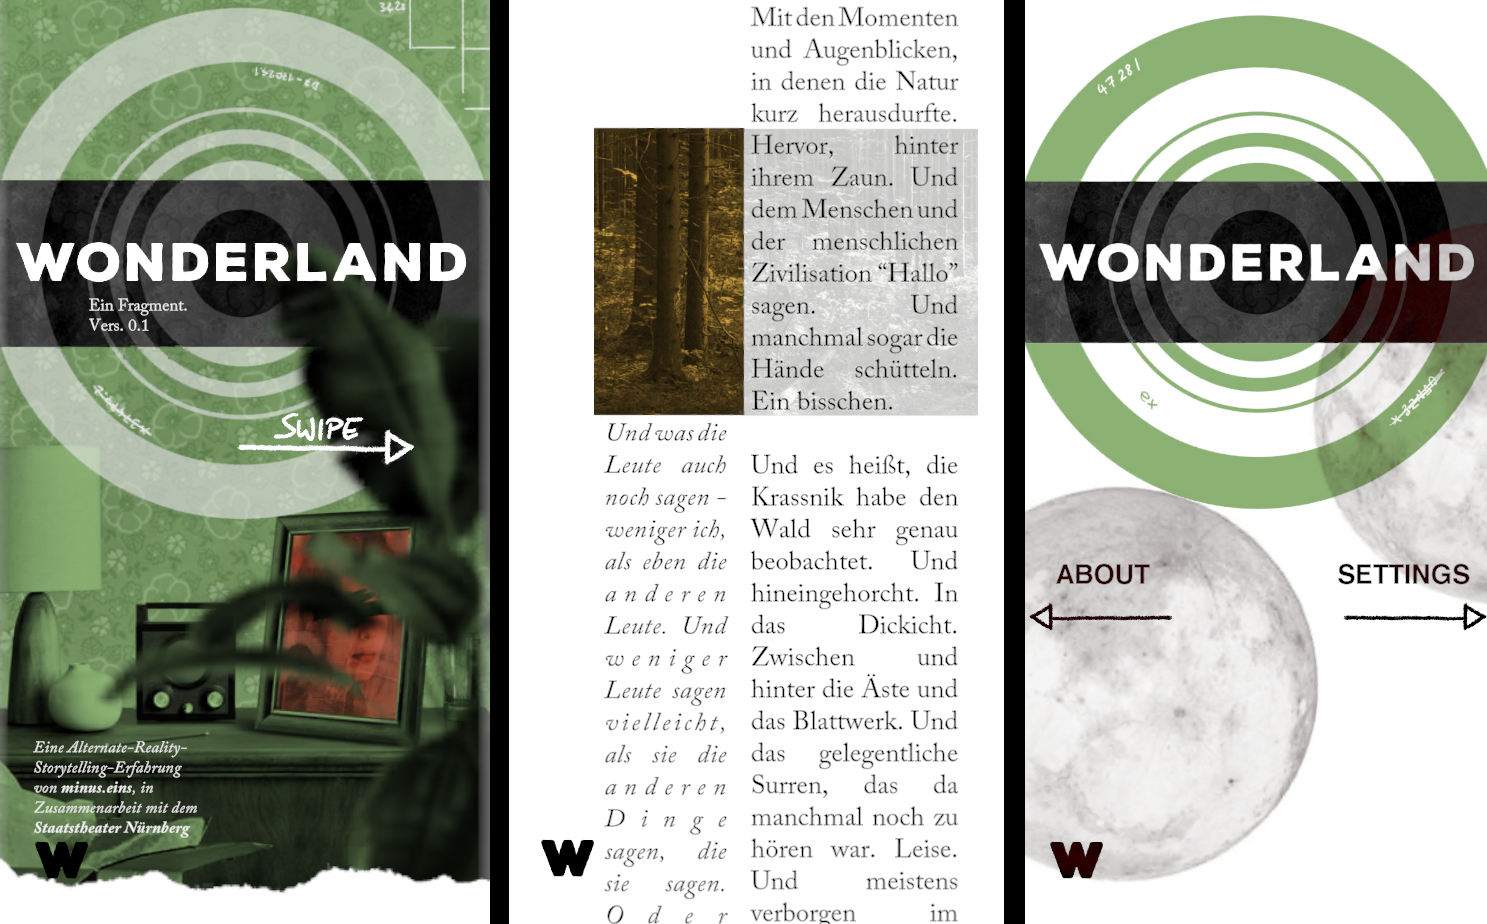 3422
WONDERLAND
Ein Fragment.
Vers. 0.1
SWIPE
Eine Alternate-Reality-
Storytelling-Erfahrung
von minus.eins, in
Zusammenarbeit mit dem
Staatstheater Nürnberg
W
Mit den Momenten
und Augenblicken,
in denen die Natur
kurz herausdurfte.
Hervor, hinter
ihrem Zaun. Und
dem Menschen und
der menschlichen
Zivilisation “Hallo”
sagen. Und
manchmal sogar die
Hände schütteln.
Ein bisschen.
Und was die
Leute auch
noch sagen –
weniger ich,
als eben die
anderen
Leute. Und
weniger
Leute sagen
vielleicht,
als sie die
anderen
Dinge
sagen, die
sie sagen.
Oder
Und es heißt, die
Krassnik habe den
Wald sehr genau
beobachtet. Und
hineingehorcht. In
das Dickicht.
Zwischen und
hinter die Äste und
das Blattwerk. Und
das gelegentliche
Surren, das da
manchmal noch zu
hören war. Leise.
Und meistens
verborgen im
W
47281
WONDERLAND
ex
ABOUT
SETTINGS
W